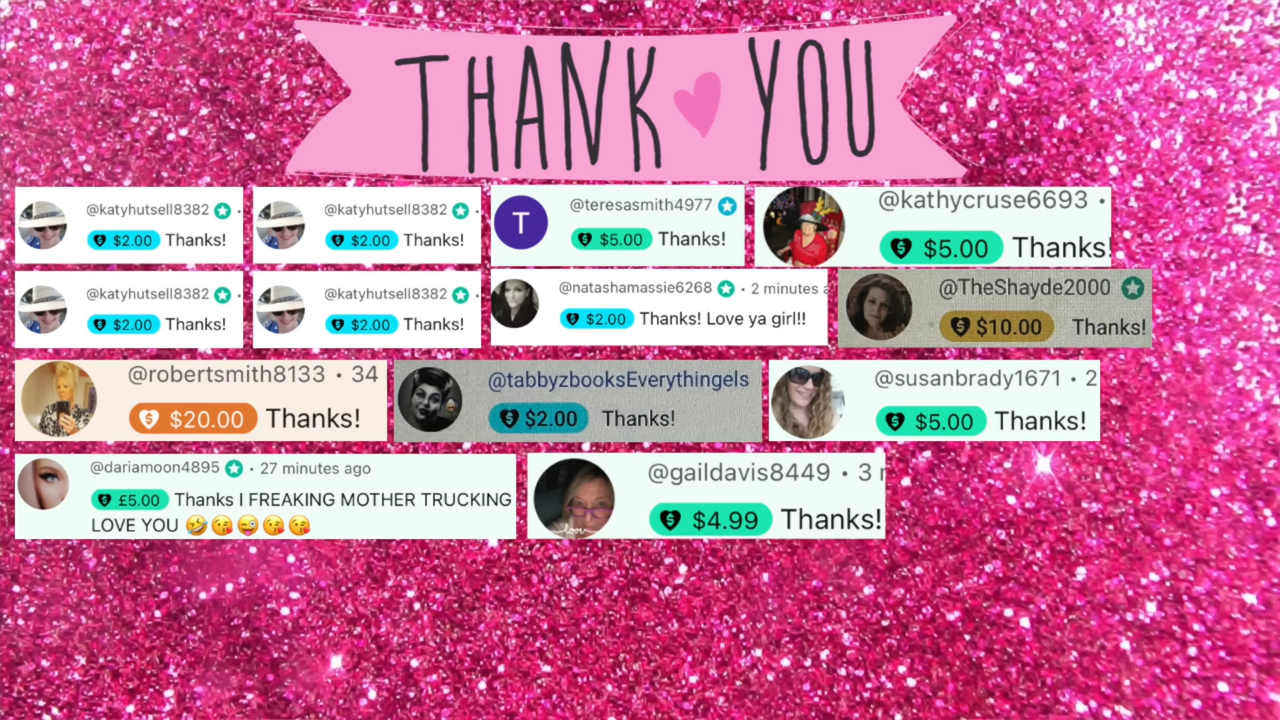 THANK YOU
@katyhutsell8382
$2.00 Thanks!
@katyhutsell8382
$2.00 Thanks!
T
@teresasmith4977
$5.00 Thanks!
@kathycruse6693 •
$5.00 Thanks!
@katyhutsell8382
$2.00 Thanks!
@katyhutsell8382
$2.00 Thanks!
@natashamassie6268 • 2 minutes a
$2.00 Thanks! Love ya girl!!
@TheShayde2000
$10.00 Thanks!
@robertsmith8133 • 34
$20.00 Thanks!
@tabbyzbooksEverythingels
$2.00 Thanks!
@susanbrady1671 • 2
$5.00 Thanks!
@dariamoon4895 • 27 minutes ago
£5.00 Thanks I FREAKING MOTHER TRUCKING
LOVE YOU 🤣😘😜😘😘
@gaildavis8449 • 3
$4.99 Thanks!